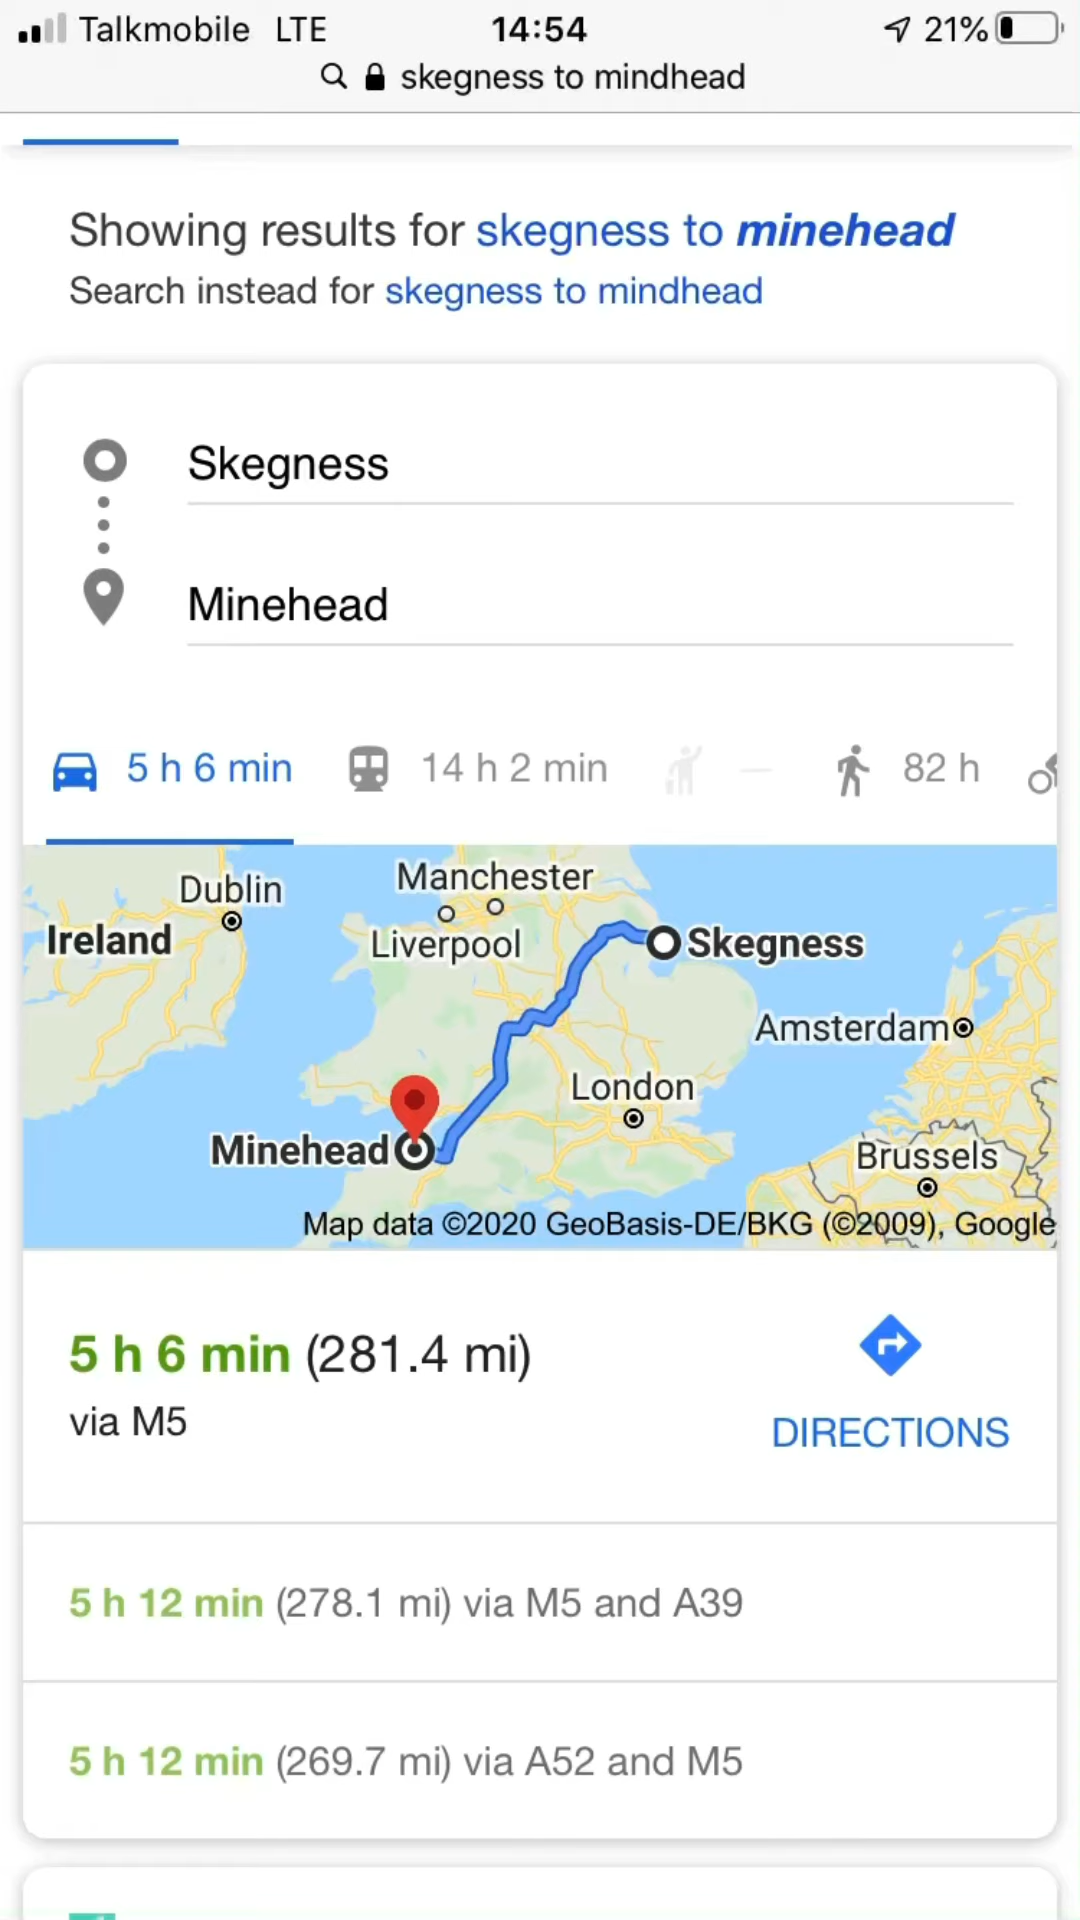 Talkmobile LTE 14:54 21%
skegness to mindhead
Showing results for skegness to minehead
Search instead for skegness to mindhead
Skegness
Minehead
5 h 6 min 14 h 2 min — 82 h
Dublin
Manchester
Ireland
Liverpool
Skegness
Amsterdam
London
Minehead
Brussels
Map data ©2020 GeoBasis-DE/BKG (©2009), Google
5 h 6 min (281.4 mi)
via M5
DIRECTIONS
5 h 12 min (278.1 mi) via M5 and A39
5 h 12 min (269.7 mi) via A52 and M5